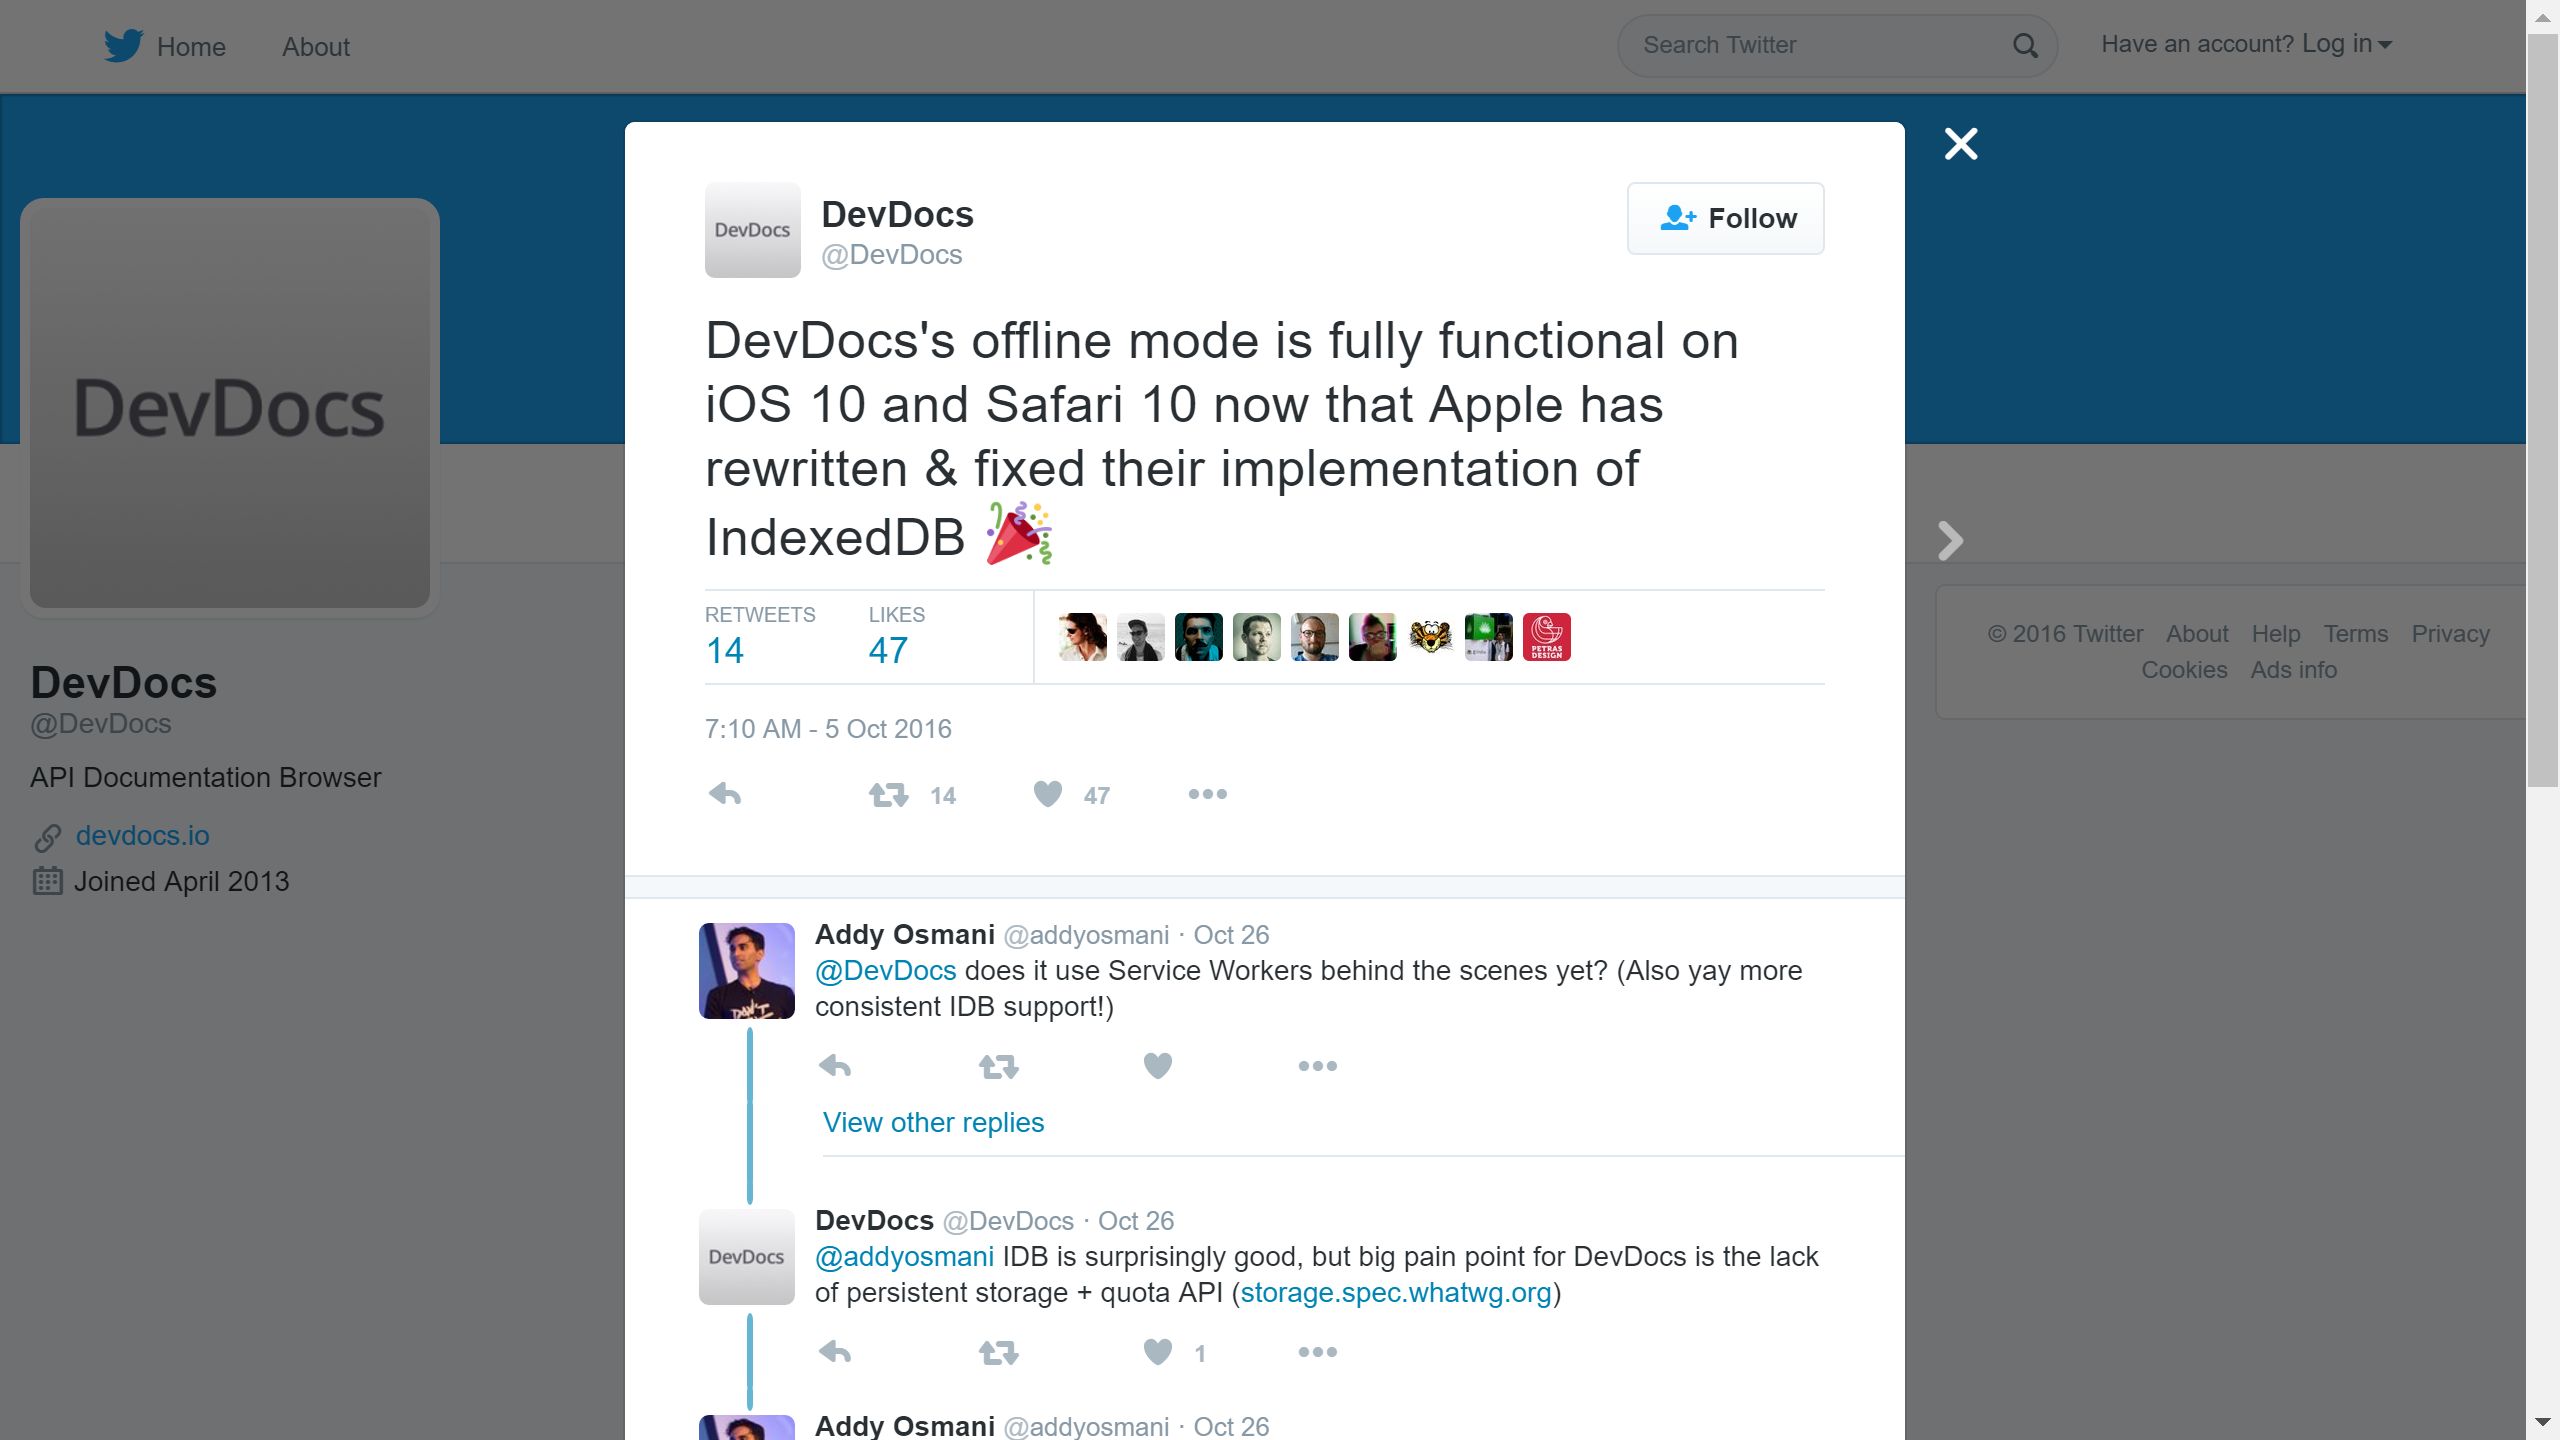 Home About
Search Twitter
Have an account? Log in
DevDocs
DevDocs
@DevDocs
API Documentation Browser
devdocs.io
Joined April 2013
DevDocs
DevDocs
@DevDocs
Follow
DevDocs's offline mode is fully functional on
iOS 10 and Safari 10 now that Apple has
rewritten & fixed their implementation of
IndexedDB 🎉
RETWEETS LIKES
14 47
PETRAS
DESIGN
7:10 AM - 5 Oct 2016
14 47
Addy Osmani @addyosmani · Oct 26
@DevDocs does it use Service Workers behind the scenes yet? (Also yay more
consistent IDB support!)
View other replies
DevDocs
DevDocs @DevDocs · Oct 26
@addyosmani IDB is surprisingly good, but big pain point for DevDocs is the lack
of persistent storage + quota API (storage.spec.whatwg.org)
1
Addy Osmani @addyosmani · Oct 26
© 2016 Twitter About Help Terms Privacy
Cookies Ads info